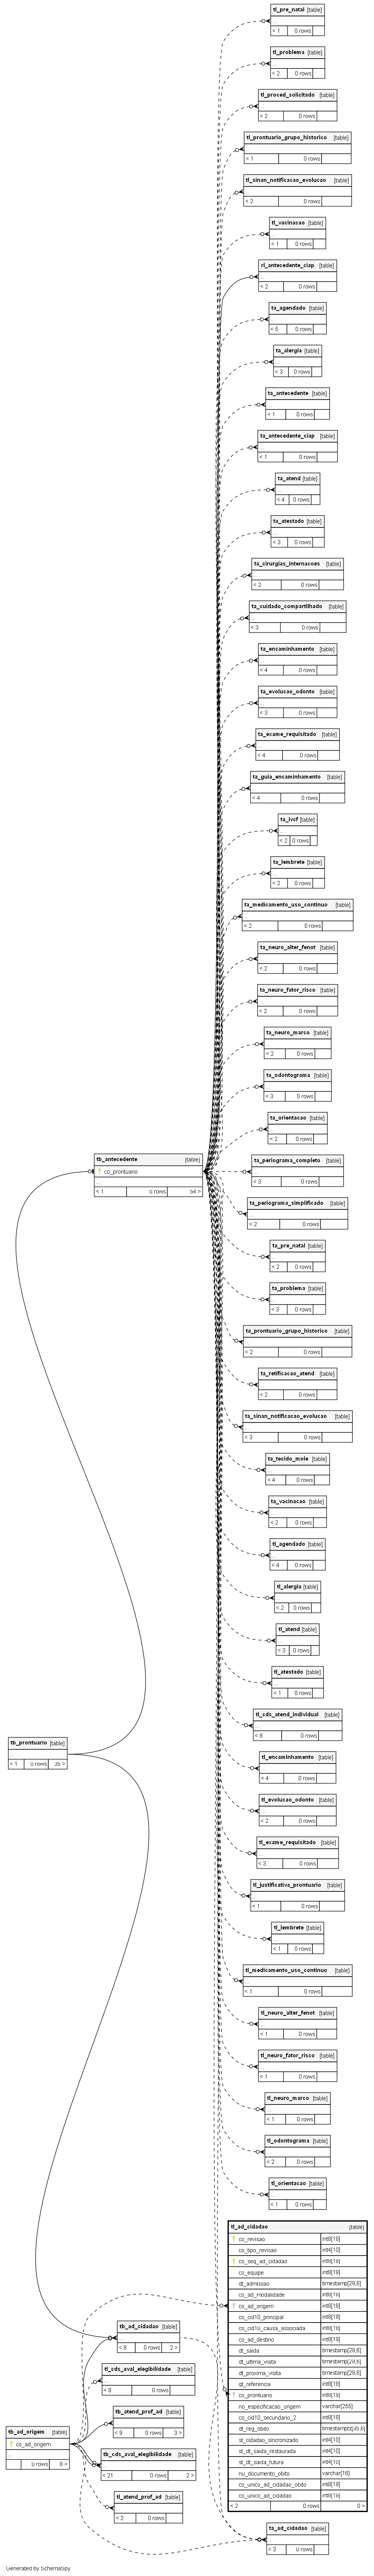 tl_pre_natal [table]
...
< 1 0 rows
tl_problema [table]
...
< 2 0 rows
tl_proced_solicitado [table]
...
< 2 0 rows
tl_prontuario_grupo_historico [table]
...
< 1 0 rows
tl_sinan_notificacao_evolucao [table]
...
< 2 0 rows
tl_vacinacao [table]
...
< 1 0 rows
rl_antecedente_ciap [table]
...
< 2 0 rows
ta_agendado [table]
...
< 5 0 rows
ta_alergia [table]
...
< 3 0 rows
ta_antecedente [table]
...
< 1 0 rows
ta_antecedente_ciap [table]
...
< 1 0 rows
ta_atend [table]
...
< 4 0 rows
ta_atestado [table]
...
< 3 0 rows
ta_cirurgias_internacoes [table]
...
< 2 0 rows
ta_cuidado_compartilhado [table]
...
< 3 0 rows
ta_encaminhamento [table]
...
< 4 0 rows
ta_evolucao_odonto [table]
...
< 3 0 rows
ta_exame_requisitado [table]
...
< 4 0 rows
ta_guia_encaminhamento [table]
...
< 4 0 rows
ta_ivcf [table]
...
< 2 0 rows
ta_lembrete [table]
...
< 2 0 rows
ta_medicamento_uso_continuo [table]
...
< 2 0 rows
ta_neuro_alter_fenot [table]
...
< 2 0 rows
ta_neuro_fator_risco [table]
...
< 2 0 rows
ta_neuro_marco [table]
...
< 2 0 rows
ta_odontograma [table]
...
< 3 0 rows
ta_orientacao [table]
...
< 2 0 rows
tb_antecedente [table]
co_prontuario
...
< 1 0 rows 54 >
ta_periograma_completo [table]
...
< 3 0 rows
ta_periograma_simplificado [table]
...
< 2 0 rows
ta_pre_natal [table]
...
< 2 0 rows
ta_problema [table]
...
< 3 0 rows
ta_prontuario_grupo_historico [table]
...
< 2 0 rows
ta_retificacao_atend [table]
...
< 2 0 rows
ta_sinan_notificacao_evolucao [table]
...
< 3 0 rows
ta_tecido_mole [table]
...
< 4 0 rows
ta_vacinacao [table]
...
< 2 0 rows
tl_agendado [table]
...
< 4 0 rows
tl_alergia [table]
...
< 2 0 rows
tl_atend [table]
...
< 3 0 rows
tl_atestado [table]
...
< 1 0 rows
tl_cds_atend_individual [table]
...
< 8 0 rows
tb_prontuario [table]
...
< 1 0 rows 35 >
tl_encaminhamento [table]
...
< 4 0 rows
tl_evolucao_odonto [table]
...
< 2 0 rows
tl_exame_requisitado [table]
...
< 3 0 rows
tl_justificativa_prontuario [table]
...
< 1 0 rows
tl_lembrete [table]
...
< 1 0 rows
tl_medicamento_uso_continuo [table]
...
< 1 0 rows
tl_neuro_alter_fenot [table]
...
< 1 0 rows
tl_neuro_fator_risco [table]
...
< 1 0 rows
tl_neuro_marco [table]
...
< 1 0 rows
tl_odontograma [table]
...
< 2 0 rows
tl_orientacao [table]
...
< 1 0 rows
tl_ad_cidadao [table]
co_revisao int8[19]
co_tipo_revisao int4[10]
co_seq_ad_cidadao int8[19]
co_equipe int8[19]
dt_admissao timestamp[29,6]
co_ad_modalidade int8[19]
co_ad_origem int8[19]
co_cid10_principal int8[19]
co_cid10_causa_associada int8[19]
co_ad_destino int8[19]
dt_saida timestamp[29,6]
dt_ultima_visita timestamp[29,6]
dt_proxima_visita timestamp[29,6]
st_referencia int8[19]
co_prontuario int8[19]
no_especificacao_origem varchar[255]
co_cid10_secundario_2 int8[19]
dt_reg_obito timestamptz[35,6]
st_cidadao_sincronizado int4[10]
st_dt_saida_restaurada int4[10]
st_dt_saida_futura int4[10]
nu_documento_obito varchar[16]
co_unico_ad_cidadao_obito int8[19]
co_unico_ad_cidadao int8[19]
< 2 0 rows 0 >
tb_ad_cidadao [table]
...
< 8 0 rows 2 >
tl_cds_aval_elegibilidade [table]
...
< 8 0 rows
tb_atend_prof_ad [table]
...
< 9 0 rows 3 >
tb_ad_origem [table]
co_ad_origem
...
0 rows 8 >
tb_cds_aval_elegibilidade [table]
...
< 21 0 rows 2 >
tl_atend_prof_ad [table]
...
< 2 0 rows
ta_ad_cidadao [table]
...
< 3 0 rows
Generated by SchemaSpy